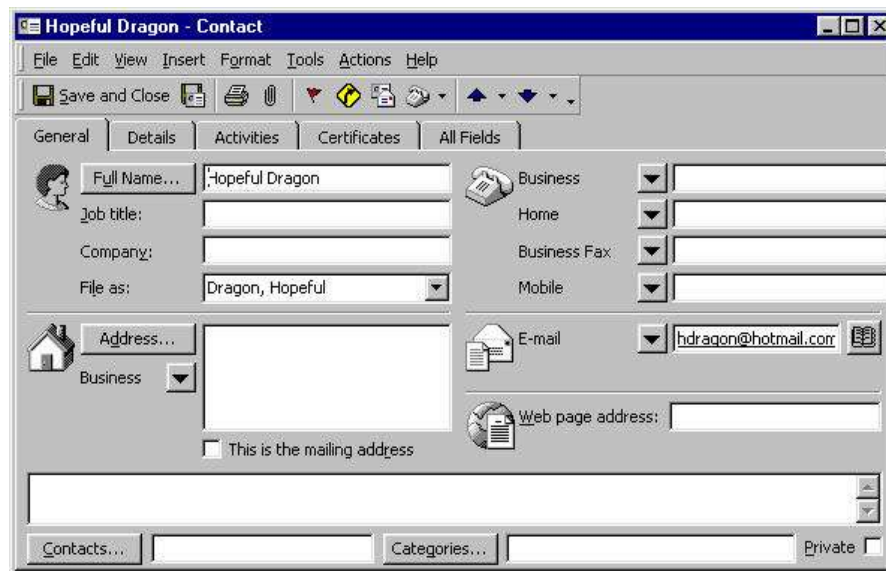 Hopeful Dragon - Contact
File Edit View Insert Format Tools Actions Help
Save and Close
General Details Activities Certificates All Fields
Full Name... Hopeful Dragon Business
Job title: Home
Company: Business Fax
File as: Dragon, Hopeful Mobile
Address... E-mail hdragon@hotmail.com
Business
Web page address:
This is the mailing address
Contacts... Categories... Private